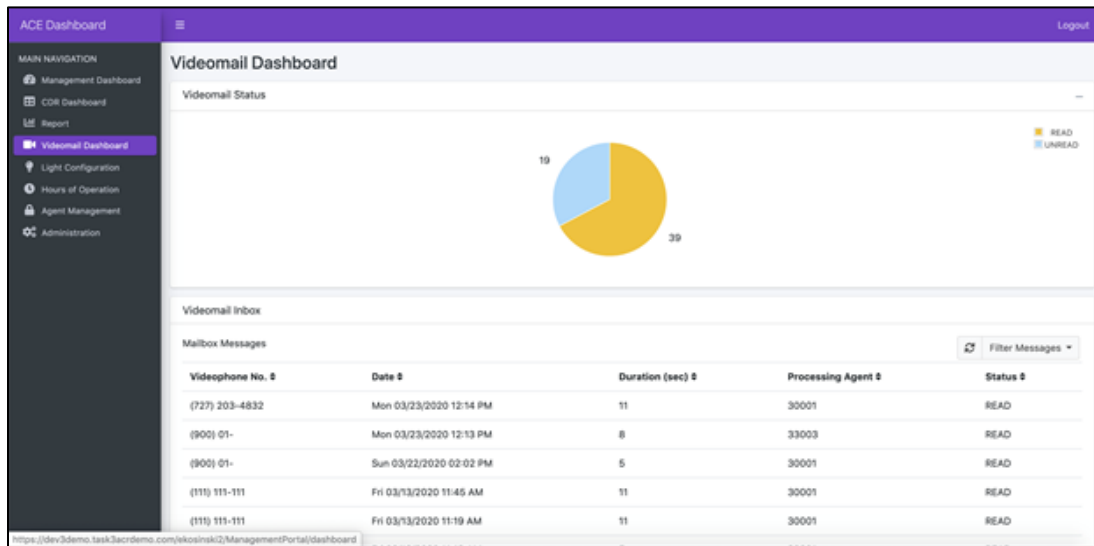 ACE Dashboard
Logout
MAIN NAVIGATION
Management Dashboard
CDR Dashboard
Report
Videomail Dashboard
Light Configuration
Hours of Operation
Agent Management
Administration
Videomail Dashboard
Videomail Status
READ
UNREAD
19
39
Videomail Inbox
Mailbox Messages
Filter Messages
Videophone No. Date Duration (sec) Processing Agent Status
(727) 203-4832 Mon 03/23/2020 12:14 PM 11 30001 READ
(900) 01- Mon 03/23/2020 12:13 PM 8 33003 READ
(900) 01- Sun 03/22/2020 02:02 PM 5 30001 READ
(111) 111-111 Fri 03/13/2020 11:45 AM 11 30001 READ
(111) 111-111 Fri 03/13/2020 11:19 AM 11 30001 READ
https://dev3demo.task3acrdemo.com/ekosinski2/ManagementPortal/dashboard